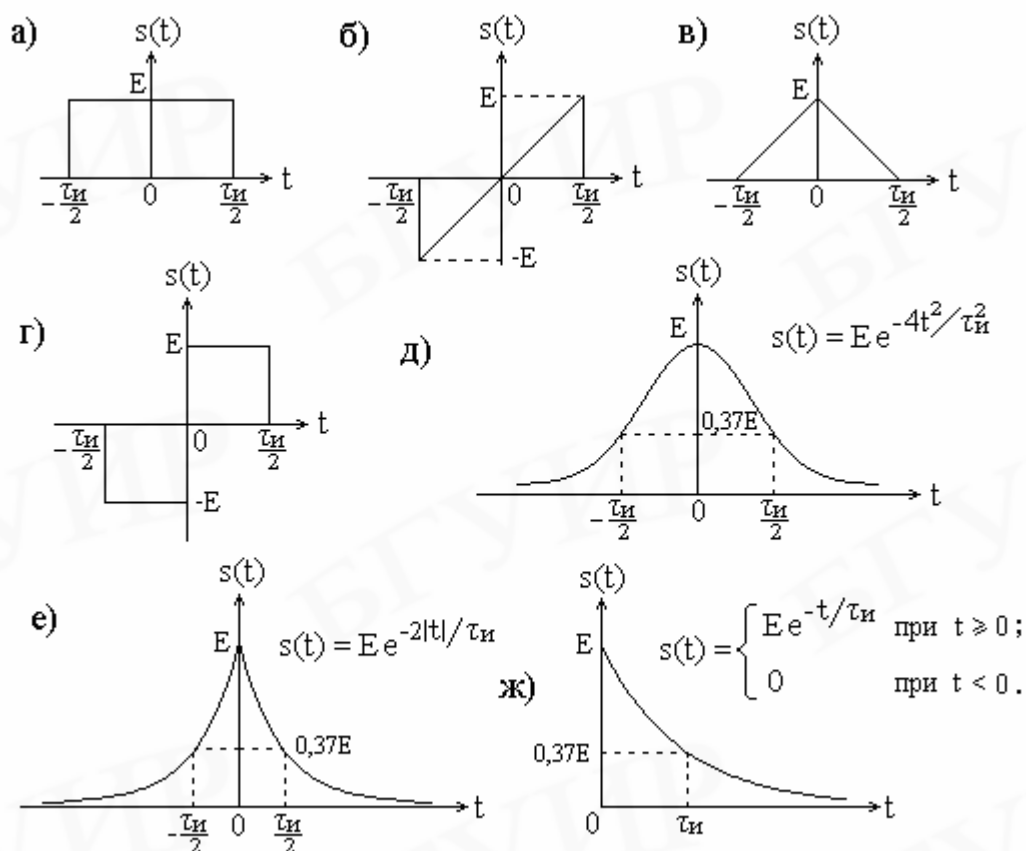 а) s(t) E -τи/2 0 τи/2 t
б) s(t) E -τи/2 0 τи/2 t -E
в) s(t) E -τи/2 0 τи/2 t
г) s(t) E -τи/2 0 τи/2 t -E
д) s(t) E s(t) = E e^(-4t²/τи²) 0,37E -τи/2 0 τи/2 t
е) s(t) E s(t) = E e^(-2|t|/τи) 0,37E -τи/2 0 τи/2 t
ж) s(t) E 0,37E 0 τи t
s(t) = { E e^(-t/τи) при t ⩾ 0;
0 при t < 0.
БГУИР